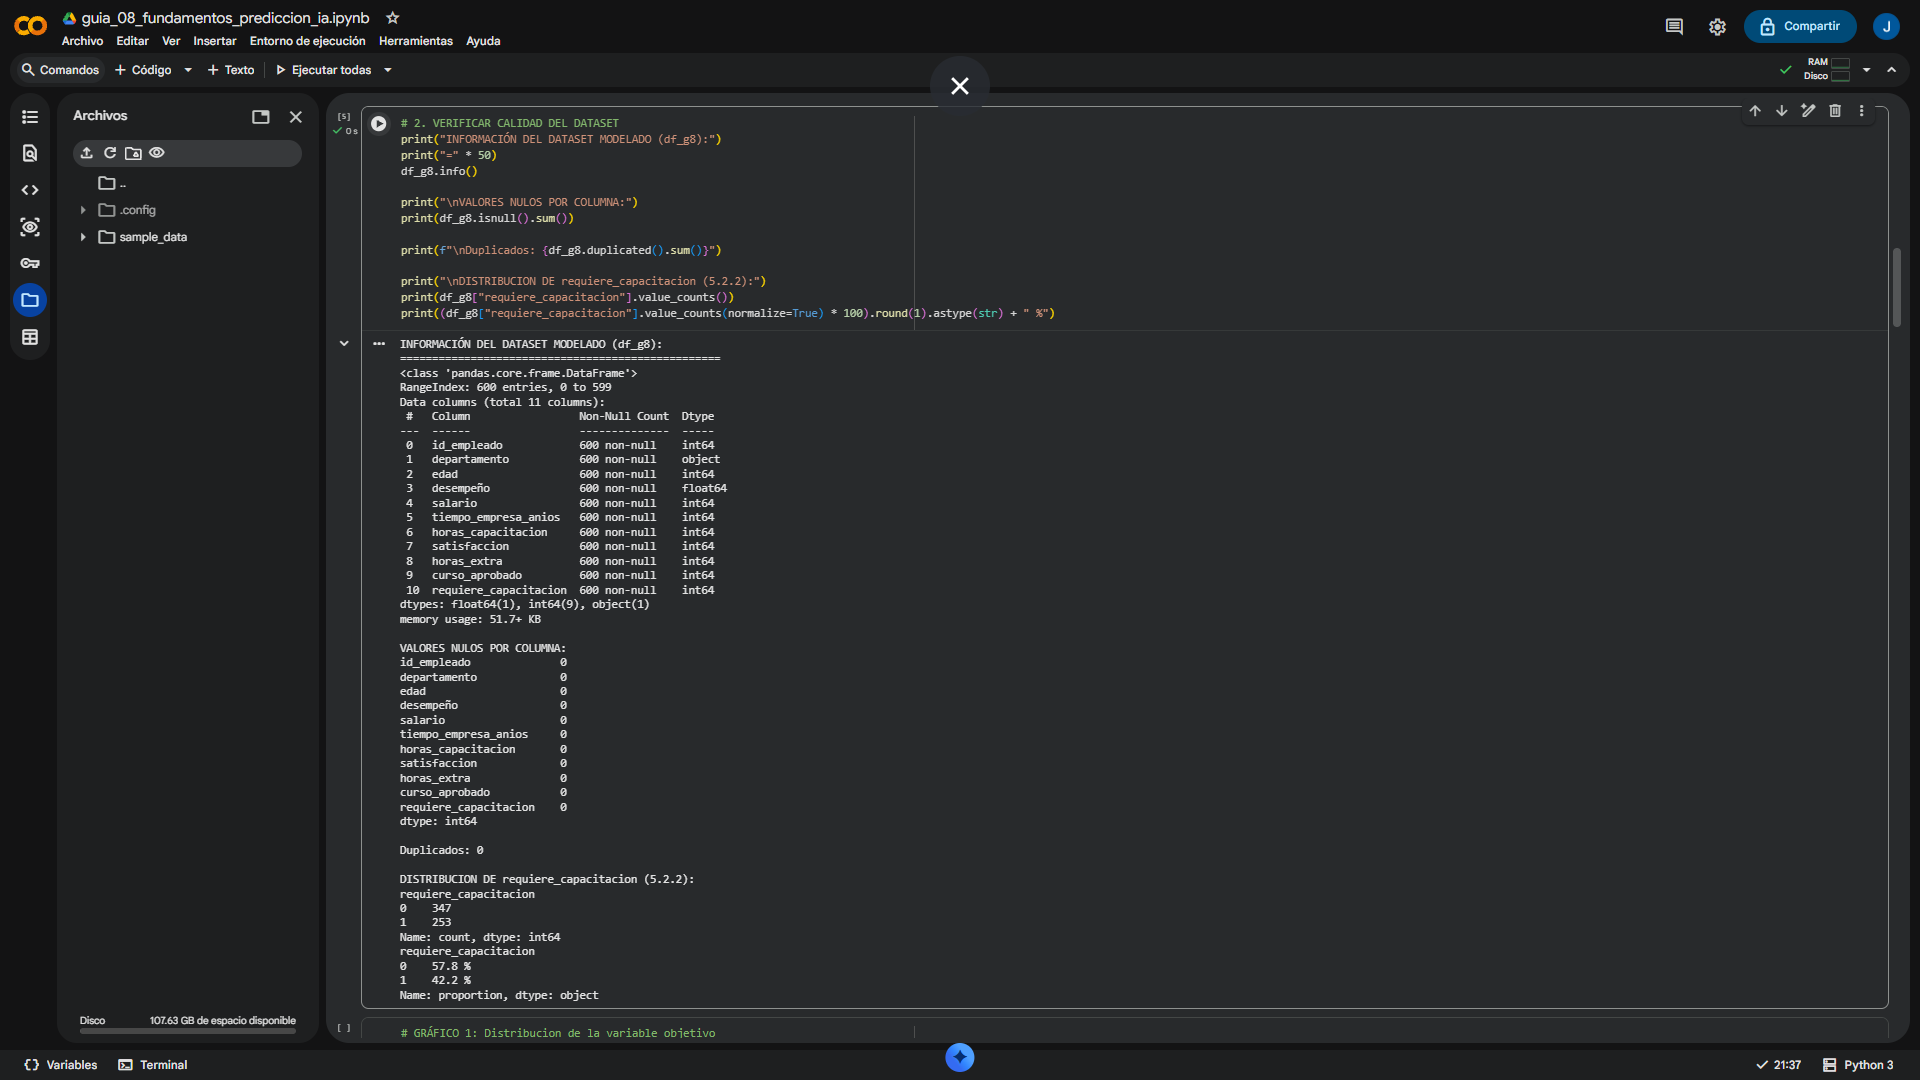 guia_08_fundamentos_prediccion_ia.ipynb
Archivo Editar Ver Insertar Entorno de ejecución Herramientas Ayuda
Compartir
J
Comandos + Código + Texto Ejecutar todas
RAM
Disco
Archivos
..
.config
sample_data
Disco 107.63 GB de espacio disponible
[5]
0 s
# 2. VERIFICAR CALIDAD DEL DATASET
print("INFORMACIÓN DEL DATASET MODELADO (df_g8):")
print("=" * 50)
df_g8.info()
print("\nVALORES NULOS POR COLUMNA:")
print(df_g8.isnull().sum())
print(f"\nDuplicados: {df_g8.duplicated().sum()}")
print("\nDISTRIBUCION DE requiere_capacitacion (5.2.2):")
print(df_g8["requiere_capacitacion"].value_counts())
print((df_g8["requiere_capacitacion"].value_counts(normalize=True) * 100).round(1).astype(str) + " %")
INFORMACIÓN DEL DATASET MODELADO (df_g8):
==================================================
<class 'pandas.core.frame.DataFrame'>
RangeIndex: 600 entries, 0 to 599
Data columns (total 11 columns):
 #   Column                 Non-Null Count  Dtype
---  ------                 --------------  -----
 0   id_empleado            600 non-null    int64
 1   departamento           600 non-null    object
 2   edad                   600 non-null    int64
 3   desempeño              600 non-null    float64
 4   salario                600 non-null    int64
 5   tiempo_empresa_anios   600 non-null    int64
 6   horas_capacitacion     600 non-null    int64
 7   satisfaccion           600 non-null    int64
 8   horas_extra            600 non-null    int64
 9   curso_aprobado         600 non-null    int64
 10  requiere_capacitacion  600 non-null    int64
dtypes: float64(1), int64(9), object(1)
memory usage: 51.7+ KB
VALORES NULOS POR COLUMNA:
id_empleado              0
departamento             0
edad                     0
desempeño                0
salario                  0
tiempo_empresa_anios     0
horas_capacitacion       0
satisfaccion             0
horas_extra              0
curso_aprobado           0
requiere_capacitacion    0
dtype: int64
Duplicados: 0
DISTRIBUCION DE requiere_capacitacion (5.2.2):
requiere_capacitacion
0    347
1    253
Name: count, dtype: int64
requiere_capacitacion
0    57.8 %
1    42.2 %
Name: proportion, dtype: object
[ ]
# GRÁFICO 1: Distribucion de la variable objetivo
Variables Terminal
21:37 Python 3